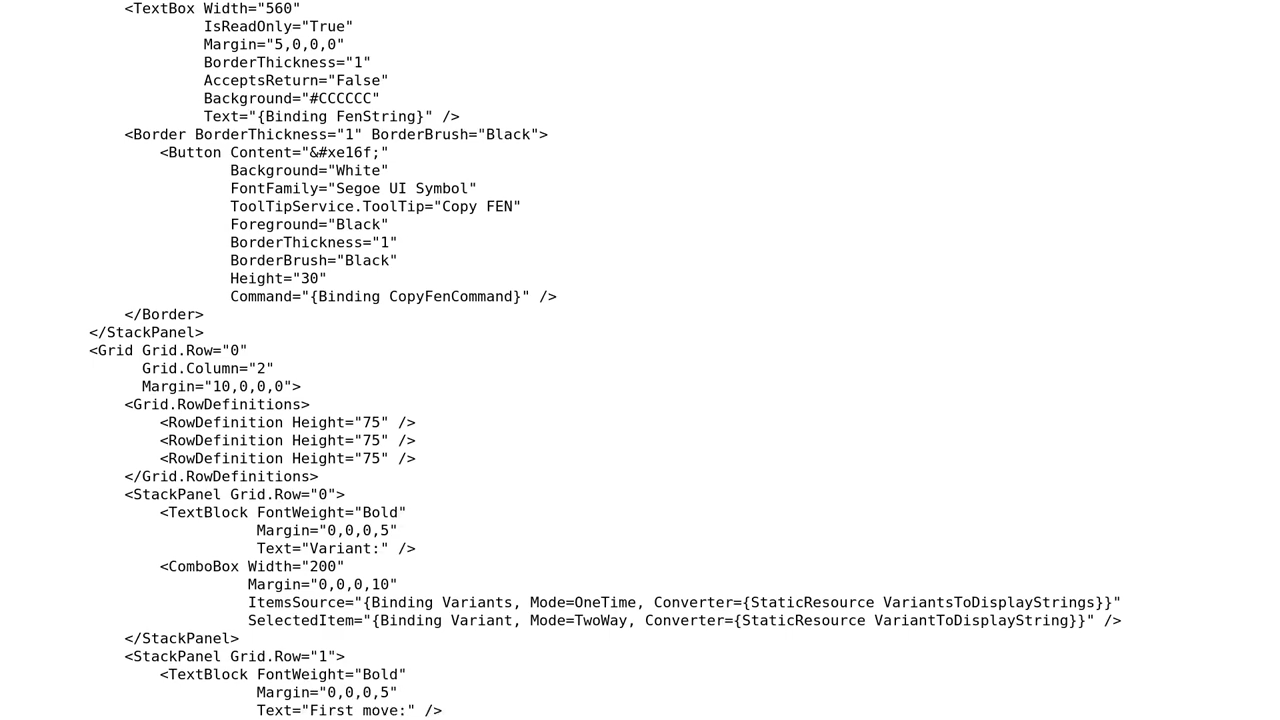 <TextBox Width="560"
IsReadOnly="True"
Margin="5,0,0,0"
BorderThickness="1"
AcceptsReturn="False"
Background="#CCCCCC"
Text="{Binding FenString}" />
<Border BorderThickness="1" BorderBrush="Black">
<Button Content="&#xe16f;"
Background="White"
FontFamily="Segoe UI Symbol"
ToolTipService.ToolTip="Copy FEN"
Foreground="Black"
BorderThickness="1"
BorderBrush="Black"
Height="30"
Command="{Binding CopyFenCommand}" />
</Border>
</StackPanel>
<Grid Grid.Row="0"
Grid.Column="2"
Margin="10,0,0,0">
<Grid.RowDefinitions>
<RowDefinition Height="75" />
<RowDefinition Height="75" />
<RowDefinition Height="75" />
</Grid.RowDefinitions>
<StackPanel Grid.Row="0">
<TextBlock FontWeight="Bold"
Margin="0,0,0,5"
Text="Variant:" />
<ComboBox Width="200"
Margin="0,0,0,10"
ItemsSource="{Binding Variants, Mode=OneTime, Converter={StaticResource VariantsToDisplayStrings}}"
SelectedItem="{Binding Variant, Mode=TwoWay, Converter={StaticResource VariantToDisplayString}}" />
</StackPanel>
<StackPanel Grid.Row="1">
<TextBlock FontWeight="Bold"
Margin="0,0,0,5"
Text="First move:" />